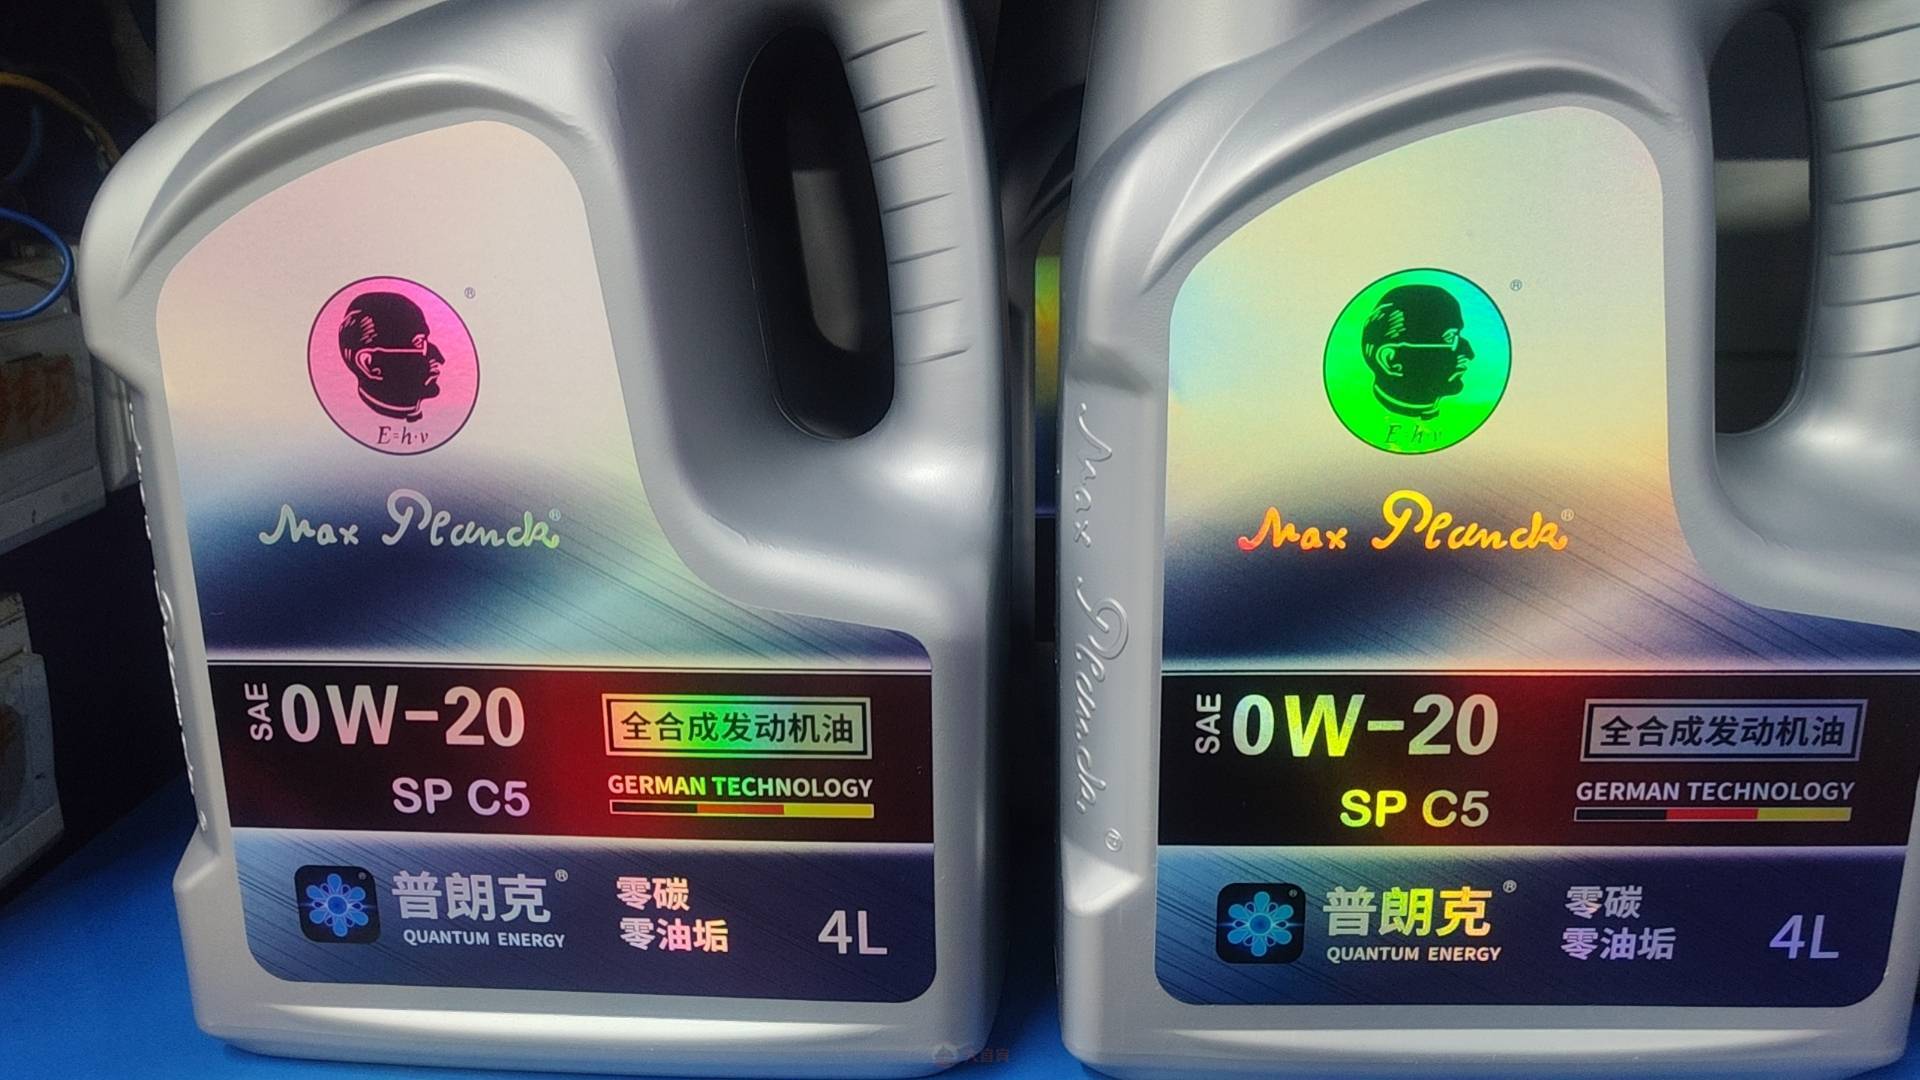 ®
E=h·ν
Max Planck®
SAE 0W-20
SP C5
全合成发动机油
GERMAN TECHNOLOGY
普朗克®
QUANTUM ENERGY
零碳
零油垢
4L
Max Planck®
®
E=h·ν
Max Planck®
SAE 0W-20
SP C5
全合成发动机油
GERMAN TECHNOLOGY
普朗克®
QUANTUM ENERGY
零碳
零油垢
4L